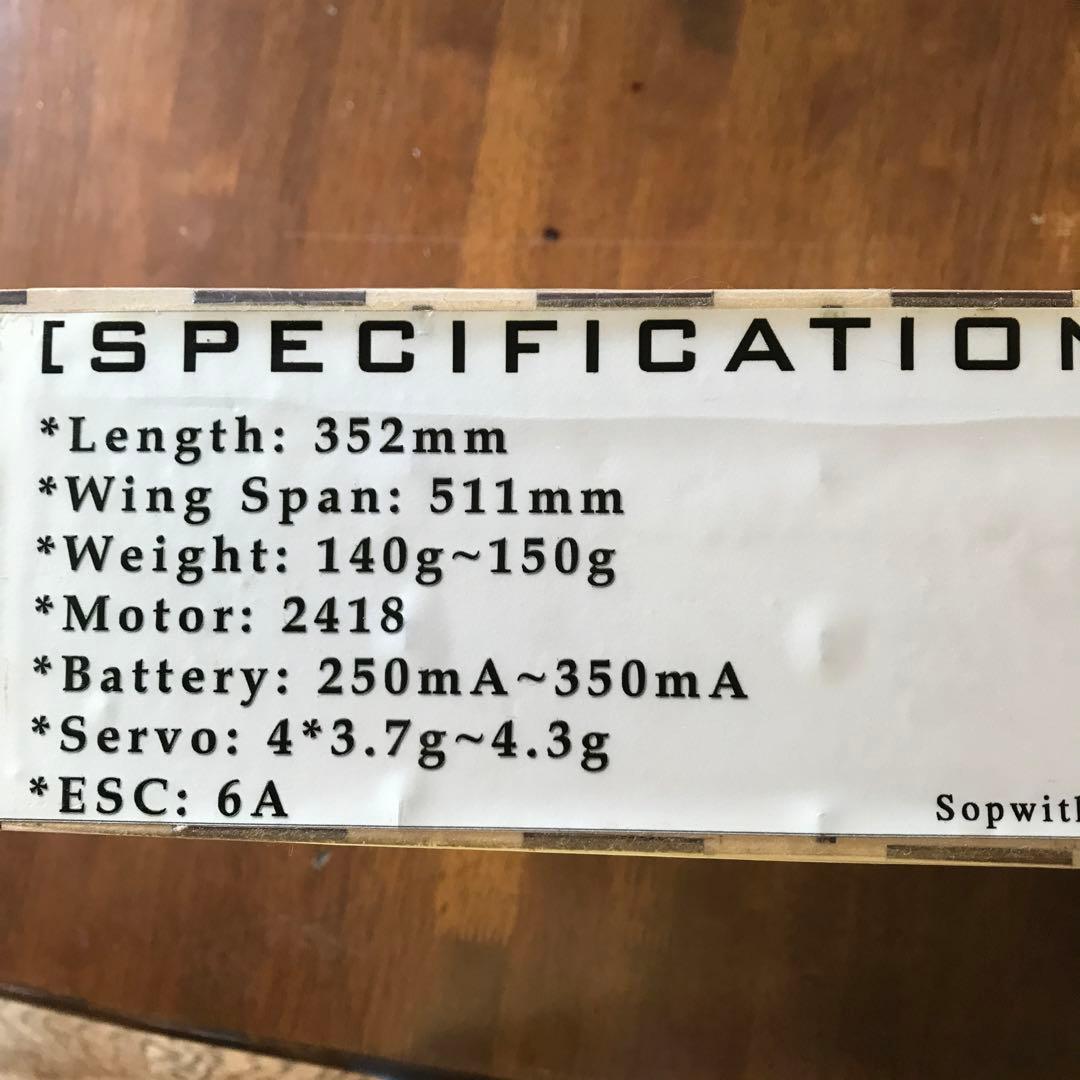 [SPECIFICATION
*Length: 352mm
*Wing Span: 511mm
*Weight: 140g~150g
*Motor: 2418
*Battery: 250mA~350mA
*Servo: 4*3.7g~4.3g
*ESC: 6A
Sopwith